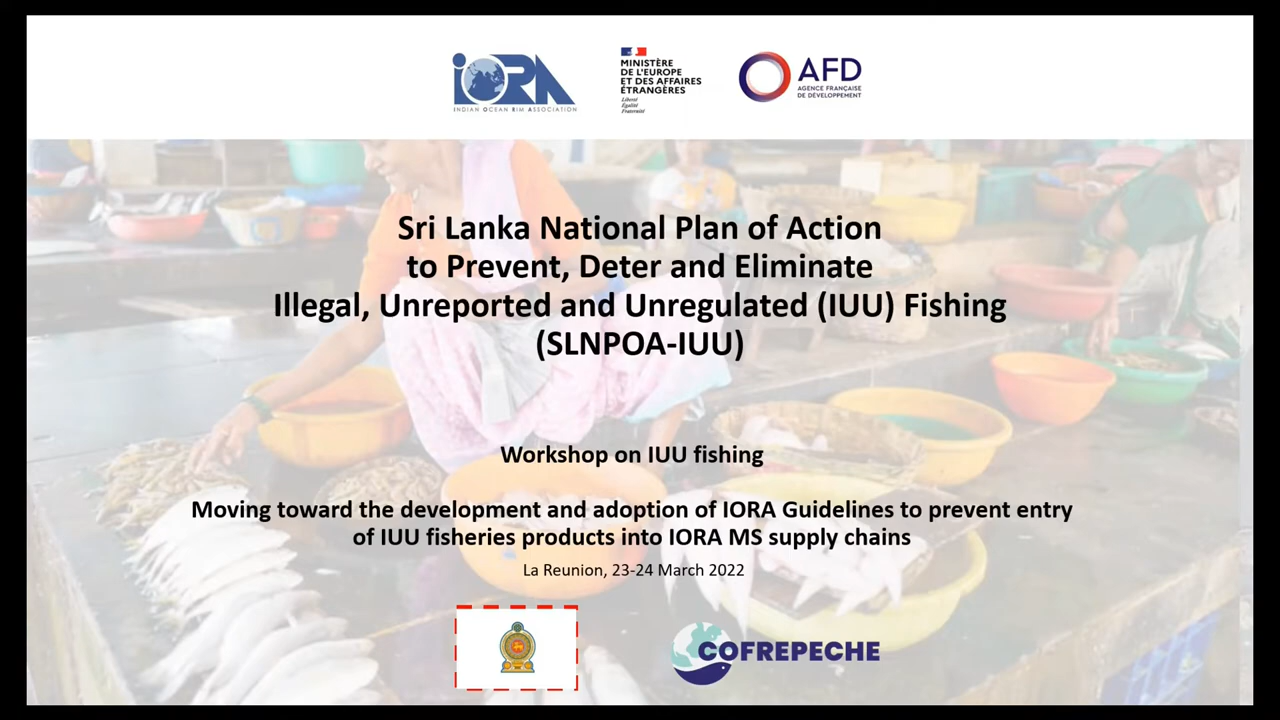 iORA
INDIAN OCEAN RIM ASSOCIATION
MINISTÈRE
DE L'EUROPE
ET DES AFFAIRES
ÉTRANGÈRES
Liberté
Égalité
Fraternité
AFD
AGENCE FRANÇAISE
DE DÉVELOPPEMENT
Sri Lanka National Plan of Action
to Prevent, Deter and Eliminate
Illegal, Unreported and Unregulated (IUU) Fishing
(SLNPOA-IUU)
Workshop on IUU fishing
Moving toward the development and adoption of IORA Guidelines to prevent entry
of IUU fisheries products into IORA MS supply chains
La Reunion, 23-24 March 2022
COFREPECHE